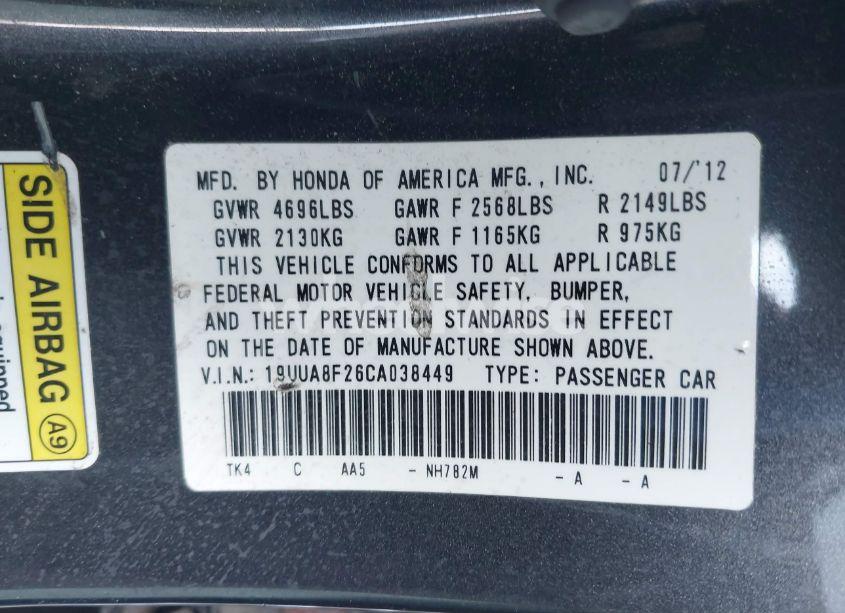 MFD. BY HONDA OF AMERICA MFG., INC. 07/'12
GVWR 4696LBS GAWR F 2568LBS R 2149LBS
GVWR 2130KG GAWR F 1165KG R 975KG
THIS VEHICLE CONFORMS TO ALL APPLICABLE
FEDERAL MOTOR VEHICLE SAFETY, BUMPER,
AND THEFT PREVENTION STANDARDS IN EFFECT
ON THE DATE OF MANUFACTURE SHOWN ABOVE.
V.I.N.: 19UUA8F26CA038449 TYPE: PASSENGER CAR
TK4 C AA5 - NH782M - A - A
SIDE AIRBAG A9